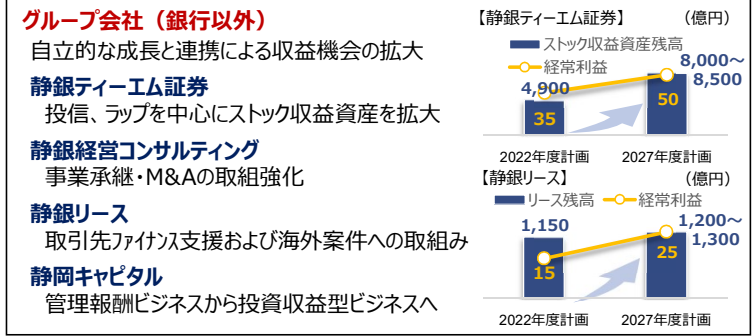 グループ会社（銀行以外）
自立的な成長と連携による収益機会の拡大
静銀ティーエム証券
投信、ラップを中心にストック収益資産を拡大
静銀経営コンサルティング
事業承継・M&Aの取組強化
静銀リース
取引先ﾌｧｲﾅﾝｽ支援および海外案件への取組み
静岡キャピタル
管理報酬ビジネスから投資収益型ビジネスへ
【静銀ティーエム証券】 （億円）
ストック収益資産残高
経常利益
4,900
8,000～
8,500
35
50
2022年度計画 2027年度計画
【静銀リース】 （億円）
リース残高 経常利益
1,150
1,200～
1,300
15
25
2022年度計画 2027年度計画